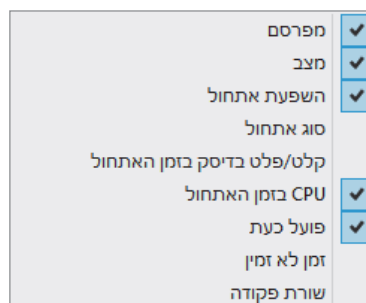 מפרסם
מצב
השפעת אתחול
סוג אתחול
קלט/פלט בדיסק בזמן האתחול
CPU בזמן האתחול
פועל כעת
זמן לא זמין
שורת פקודה